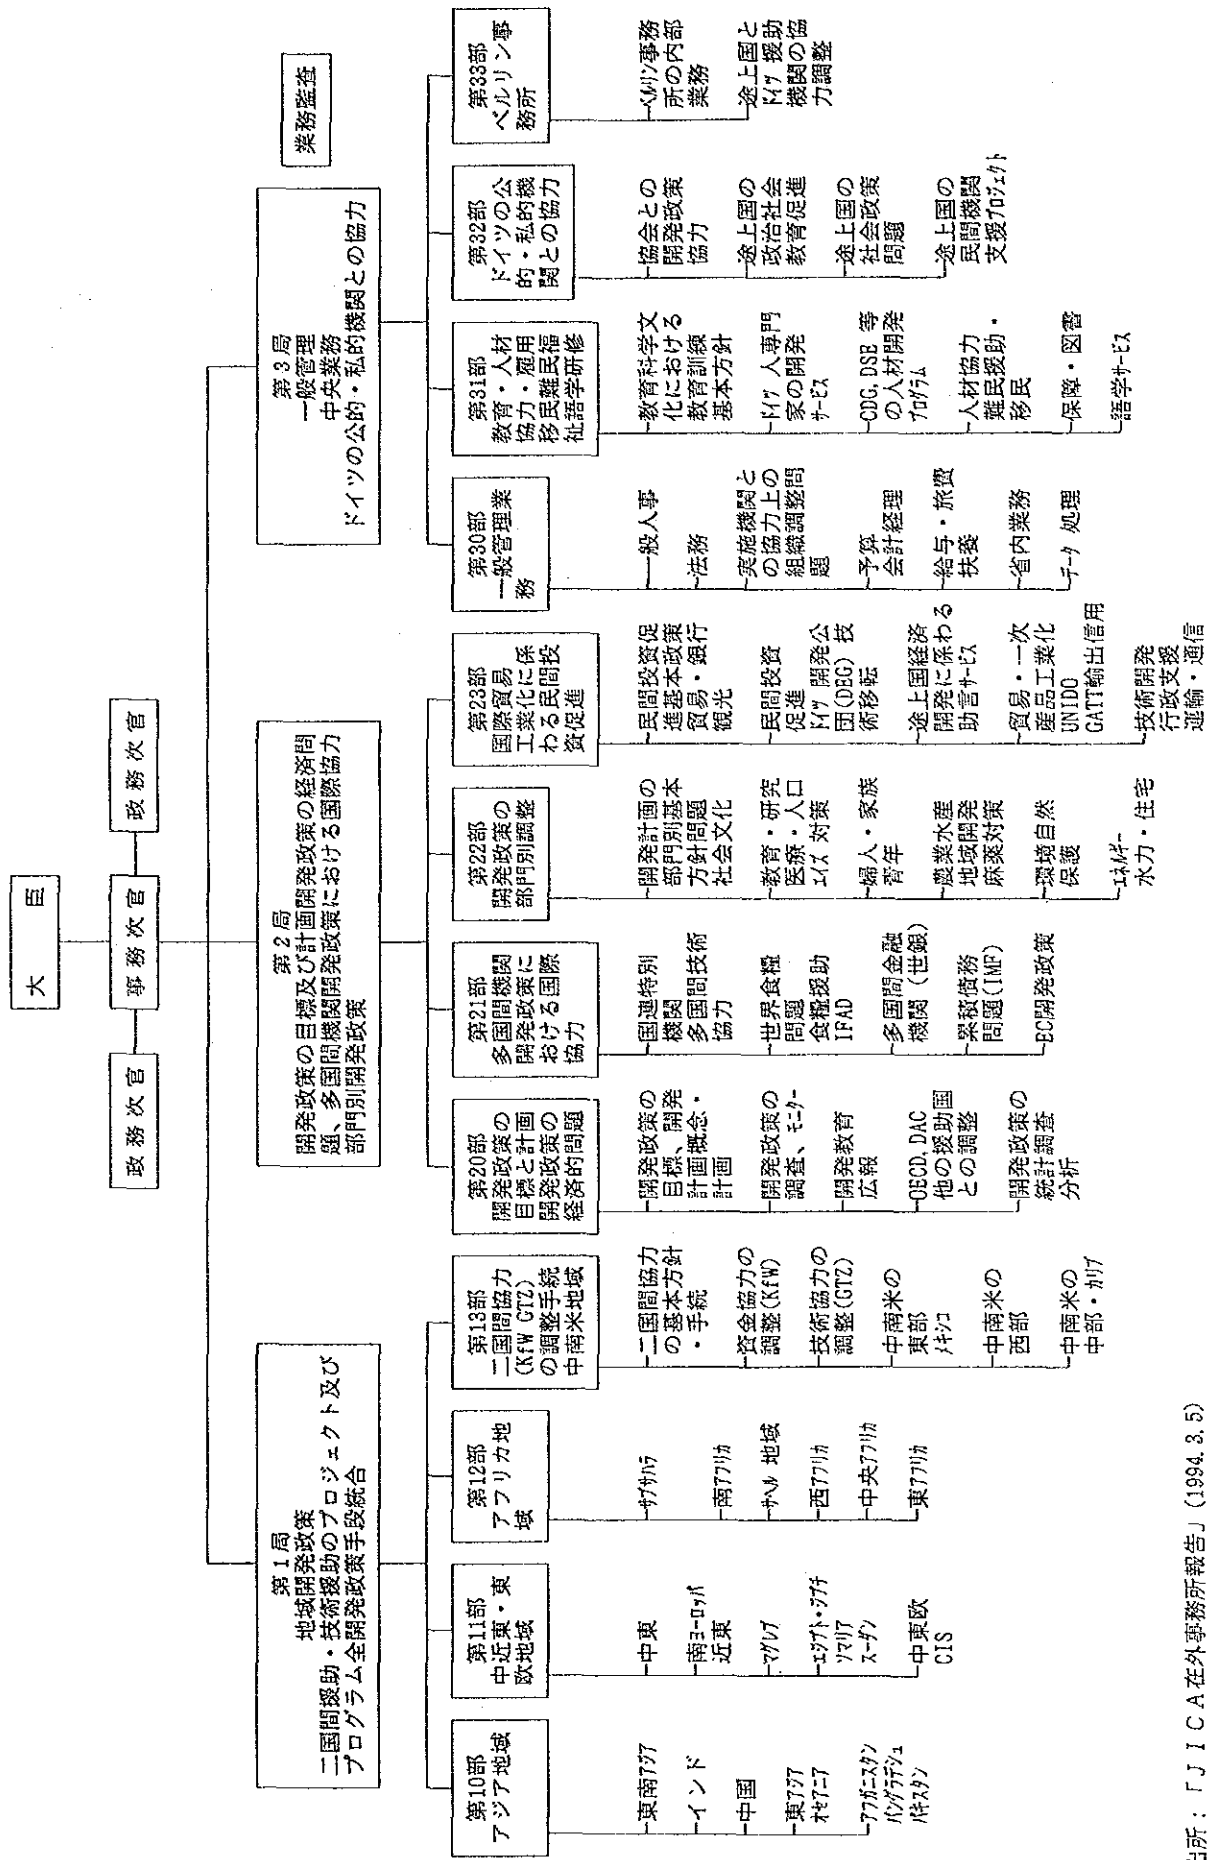 大　臣
政務次官
事務次官
政務次官
第1局
地域開発政策
二国間援助・技術援助のプロジェクト及び
プログラム全開発政策手段統合
第2局
開発政策の目標及び計画開発政策の経済問
題、多国間機関開発政策における国際協力
部門別開発政策
第3局
一般管理
中央業務
ドイツの公的・私的機関との協力
業務監査
第10部
アジア地域
東南アジア
インド
中国
東アジア
オセアニア
アフガニスタン
バングラデシュ
パキスタン
第11部
中近東・東
欧地域
中東
南ヨーロッパ
近東
マグレブ
エジプト・ジブチ
ソマリア
スーダン
中東欧
CIS
第12部
アフリカ地
域
サブサハラ
南アフリカ
サヘル 地域
西アフリカ
中央アフリカ
東アフリカ
第13部
二国間協力
(KfW GTZ)
の調整手続
中南米地域
二国間協力
の基本方針
・手続
資金協力の
調整(KfW)
技術協力の
調整(GTZ)
中南米の
東部
メキシコ
中南米の
西部
中南米の
中部・カリブ
第20部
開発政策の
目標と計画
開発政策の
経済的問題
開発政策の
目標、開発
計画概念・
計画
開発政策の
調査、モニター
開発教育
広報
OECD,DAC
他の援助国
との調整
開発政策の
統計調査
分析
第21部
多国間機関
開発政策に
おける国際
協力
国連特別
機関
多国間技術
協力
世界食糧
問題
食糧援助
IFAD
多国間金融
機関（世銀）
累積債務
問題(IMF)
EC開発政策
第22部
開発政策の
部門別調整
開発計画の
部門別基本
方針問題
社会文化
教育・研究
医療・人口
エイズ 対策
婦人・家族
青年
農業水産
地域開発
麻薬対策
環境自然
保護
エネルギー
水力・住宅
第23部
国際貿易
工業化に係
わる民間投
資促進
民間投資促
進基本政策
貿易・銀行
観光
民間投資
促進
ドイツ 開発公
団(DEG) 技
術移転
途上国経済
開発に係わる
助言サービス
貿易・一次
産品工業化
UNIDO
GATT輸出信用
技術開発
行政支援
運輸・通信
第30部
一般管理業
務
一般人事
法務
実施機関と
の協力上の
組織調整問
題
予算
会計経理
給与・旅費
扶養
省内業務
データ 処理
第31部
教育・人材
協力・雇用
移民難民福
祉語学研修
教育科学文
化における
教育訓練
基本方針
ドイツ 人専門
家の開発
サービス
CDG,DSE 等
の人材開発
プログラム
人材協力
難民援助・
移民
保障・図書
語学サービス
第32部
ドイツの公
的・私的機
関との協力
協会との
開発政策
協力
途上国の
政治社会
教育促進
途上国の
社会政策
問題
途上国の
民間機関
支援プロジェクト
第33部
ベルリン事
務所
ベルリン事務
所の内部
業務
途上国と
ドイツ 援助
機関の協
力調整
出所：「JICA在外事務所報告」(1994.3.5)